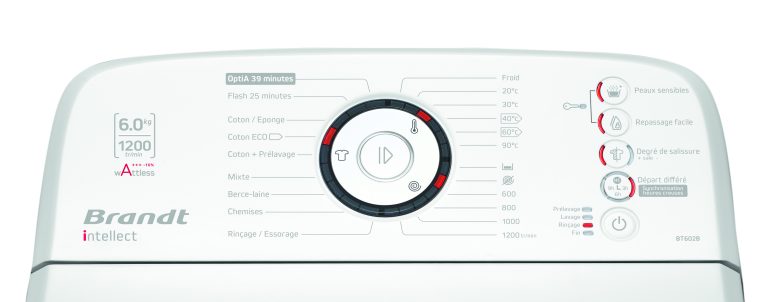 6.0kg
1200
tr/min
A+++ -10%
wAttless
Brandt
intellect
OptiA 39 minutes
Flash 25 minutes
Coton / Eponge
Coton ECO
Coton + Prélavage
Mixte
Berce-laine
Chemises
Rinçage / Essorage
Froid
20°c
30°c
40°c
60°c
90°c
600
800
1000
1200 tr/min
Peaux sensibles
Repassage facile
Degré de salissure
+ sale
Départ différé
Synchronisation
heures creuses
9h L 3h
6h
Prélavage
Lavage
Rinçage
Fin
BT602B